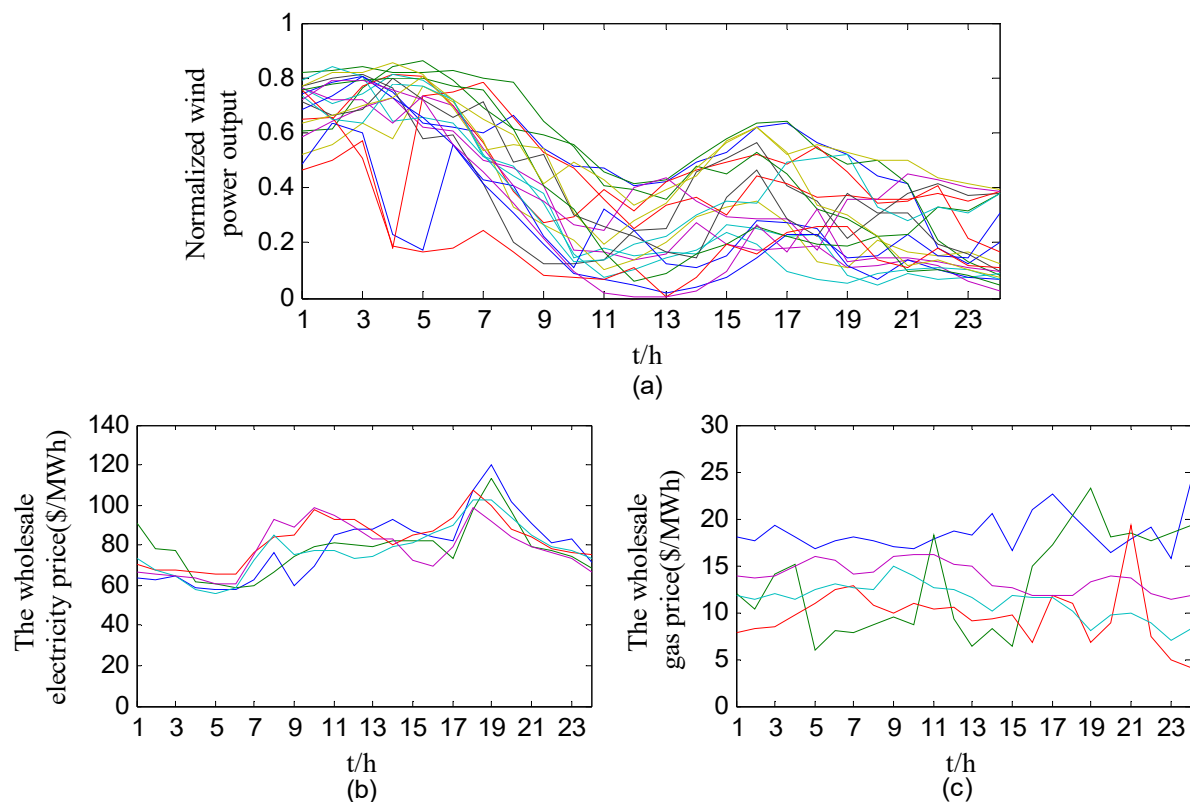 Normalized wind
power output
1
0.8
0.6
0.4
0.2
0
1 3 5 7 9 11 13 15 17 19 21 23
t/h
(a)
The wholesale
electricity price($/MWh)
140
120
100
80
60
40
20
0
1 3 5 7 9 11 13 15 17 19 21 23
t/h
(b)
The wholesale
gas price($/MWh)
30
25
20
15
10
5
0
1 3 5 7 9 11 13 15 17 19 21 23
t/h
(c)